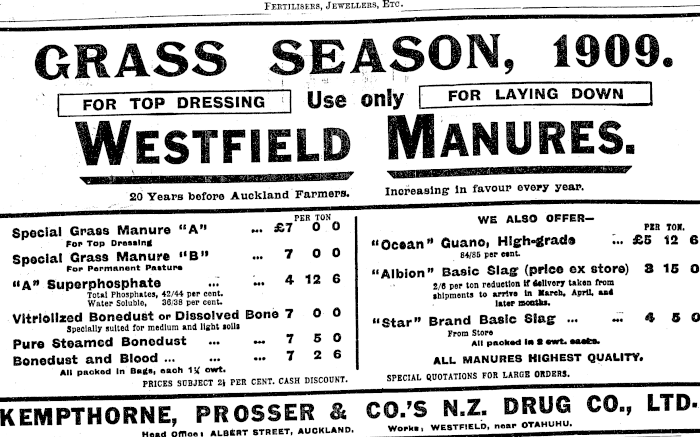 FERTILISERS, JEWELLERS, ETC.
GRASS SEASON, 1909.
FOR TOP DRESSING Use only FOR LAYING DOWN
WESTFIELD MANURES.
20 Years before Auckland Farmers. Increasing in favour every year.
PER TON
Special Grass Manure "A" ... £7 0 0
For Top Dressing
Special Grass Manure "B" 7 0 0
For Permanent Pasture
"A" Superphosphate ... ... 4 12 6
Total Phosphates, 42/44 per cent.
Water Soluble, 36/38 per cent.
Vitriolized Bonedust or Dissolved Bone 7 0 0
Specially suited for medium and light soils
Pure Steamed Bonedust ... ... 7 5 0
Bonedust and Blood ... ... ... 7 2 6
All packed in Bags, each 1¼ cwt.
PRICES SUBJECT 2½ PER CENT. CASH DISCOUNT.
WE ALSO OFFER—
PER TON.
"Ocean" Guano, High-grade ... £5 12 6
84/85 per cent.
"Albion" Basic Slag (price ex store) 3 15 0
2/6 per ton reduction if delivery taken from
shipments to arrive in March, April, and
later months.
"Star" Brand Basic Slag ... ... 4 5 0
From Store
All packed in 2 cwt. sacks.
ALL MANURES HIGHEST QUALITY.
SPECIAL QUOTATIONS FOR LARGE ORDERS.
KEMPTHORNE, PROSSER & CO.'S N.Z. DRUG CO., LTD.
Head Office: ALBERT STREET, AUCKLAND. Works: WESTFIELD, near OTAHUHU.